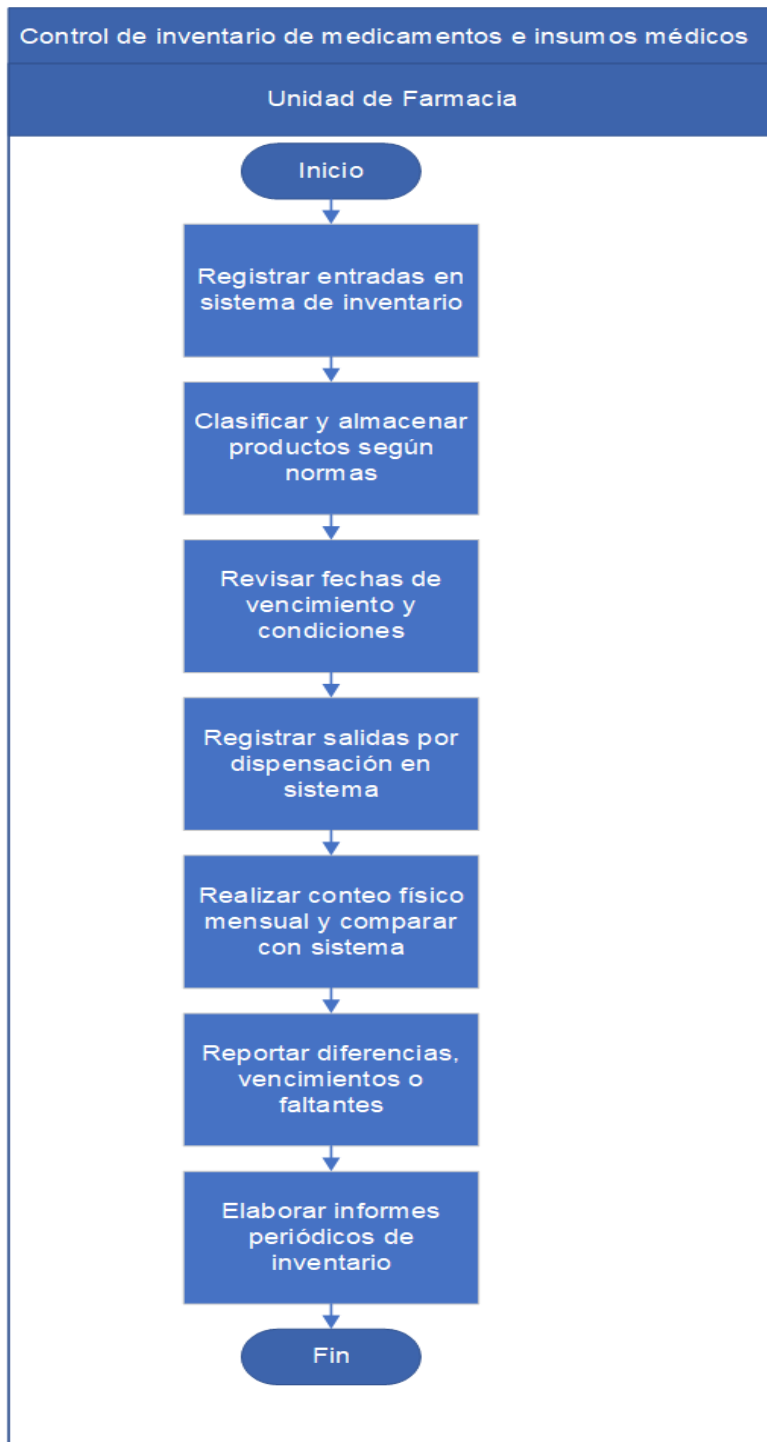 Control de inventario de medicamentos e insumos médicos
Unidad de Farmacia
Inicio
Registrar entradas en
sistema de inventario
Clasificar y almacenar
productos según
normas
Revisar fechas de
vencimiento y
condiciones
Registrar salidas por
dispensación en
sistema
Realizar conteo físico
mensual y comparar
con sistema
Reportar diferencias,
vencimientos o
faltantes
Elaborar informes
periódicos de
inventario
Fin